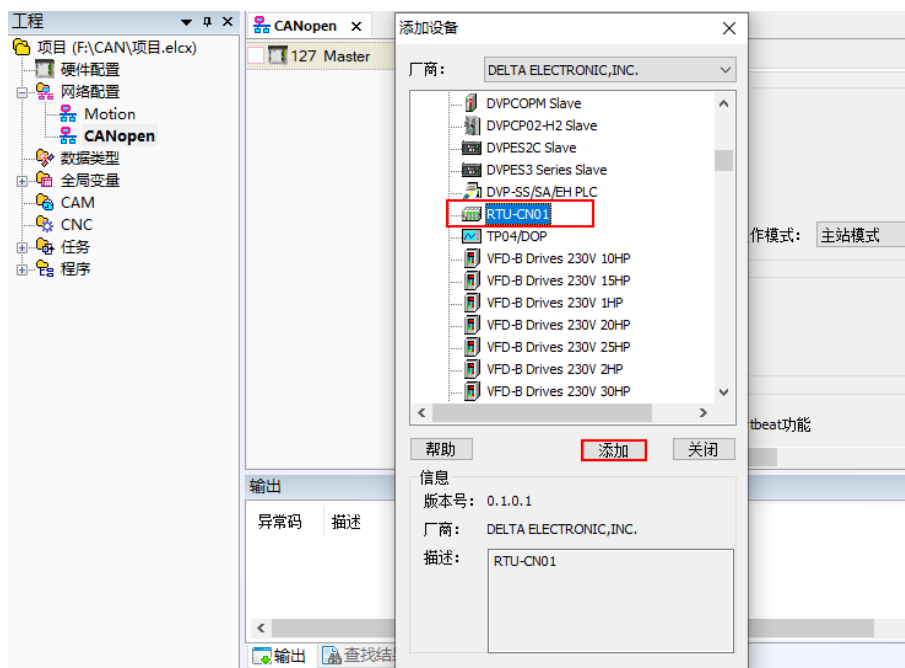 工程
项目 (F:\CAN\项目.elcx)
硬件配置
网络配置
Motion
CANopen
数据类型
全局变量
CAM
CNC
任务
程序
CANopen
127 Master
添加设备
厂商:
DELTA ELECTRONIC,INC.
DVPCOPM Slave
DVPCP02-H2 Slave
DVPES2C Slave
DVPES3 Series Slave
DVP-SS/SA/EH PLC
RTU-CN01
TP04/DOP
VFD-B Drives 230V 10HP
VFD-B Drives 230V 15HP
VFD-B Drives 230V 1HP
VFD-B Drives 230V 20HP
VFD-B Drives 230V 25HP
VFD-B Drives 230V 2HP
VFD-B Drives 230V 30HP
帮助
添加
关闭
信息
版本号: 0.1.0.1
厂商: DELTA ELECTRONIC,INC.
描述:
RTU-CN01
作模式: 主站模式
tbeat功能
输出
异常码 描述
输出
查找结